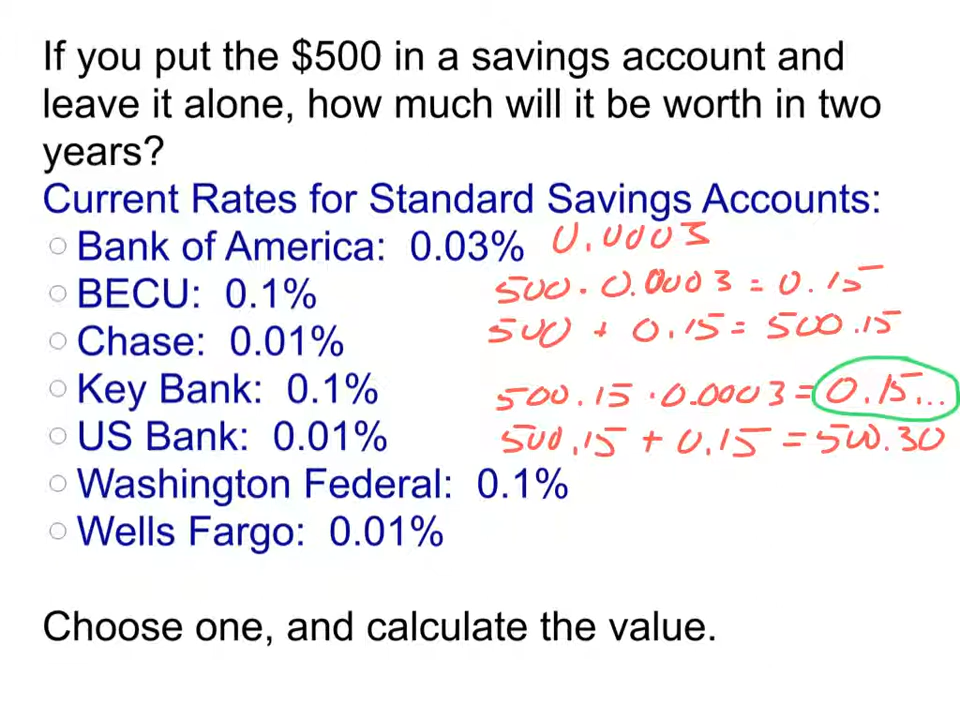 If you put the $500 in a savings account and
leave it alone, how much will it be worth in two
years?
Current Rates for Standard Savings Accounts:
Bank of America: 0.03% 0.0003
BECU: 0.1% 500 · 0.0003 = 0.15
Chase: 0.01% 500 + 0.15 = 500.15
Key Bank: 0.1% 500.15 · 0.0003 = 0.15...
US Bank: 0.01% 500.15 + 0.15 = 500.30
Washington Federal: 0.1%
Wells Fargo: 0.01%
Choose one, and calculate the value.